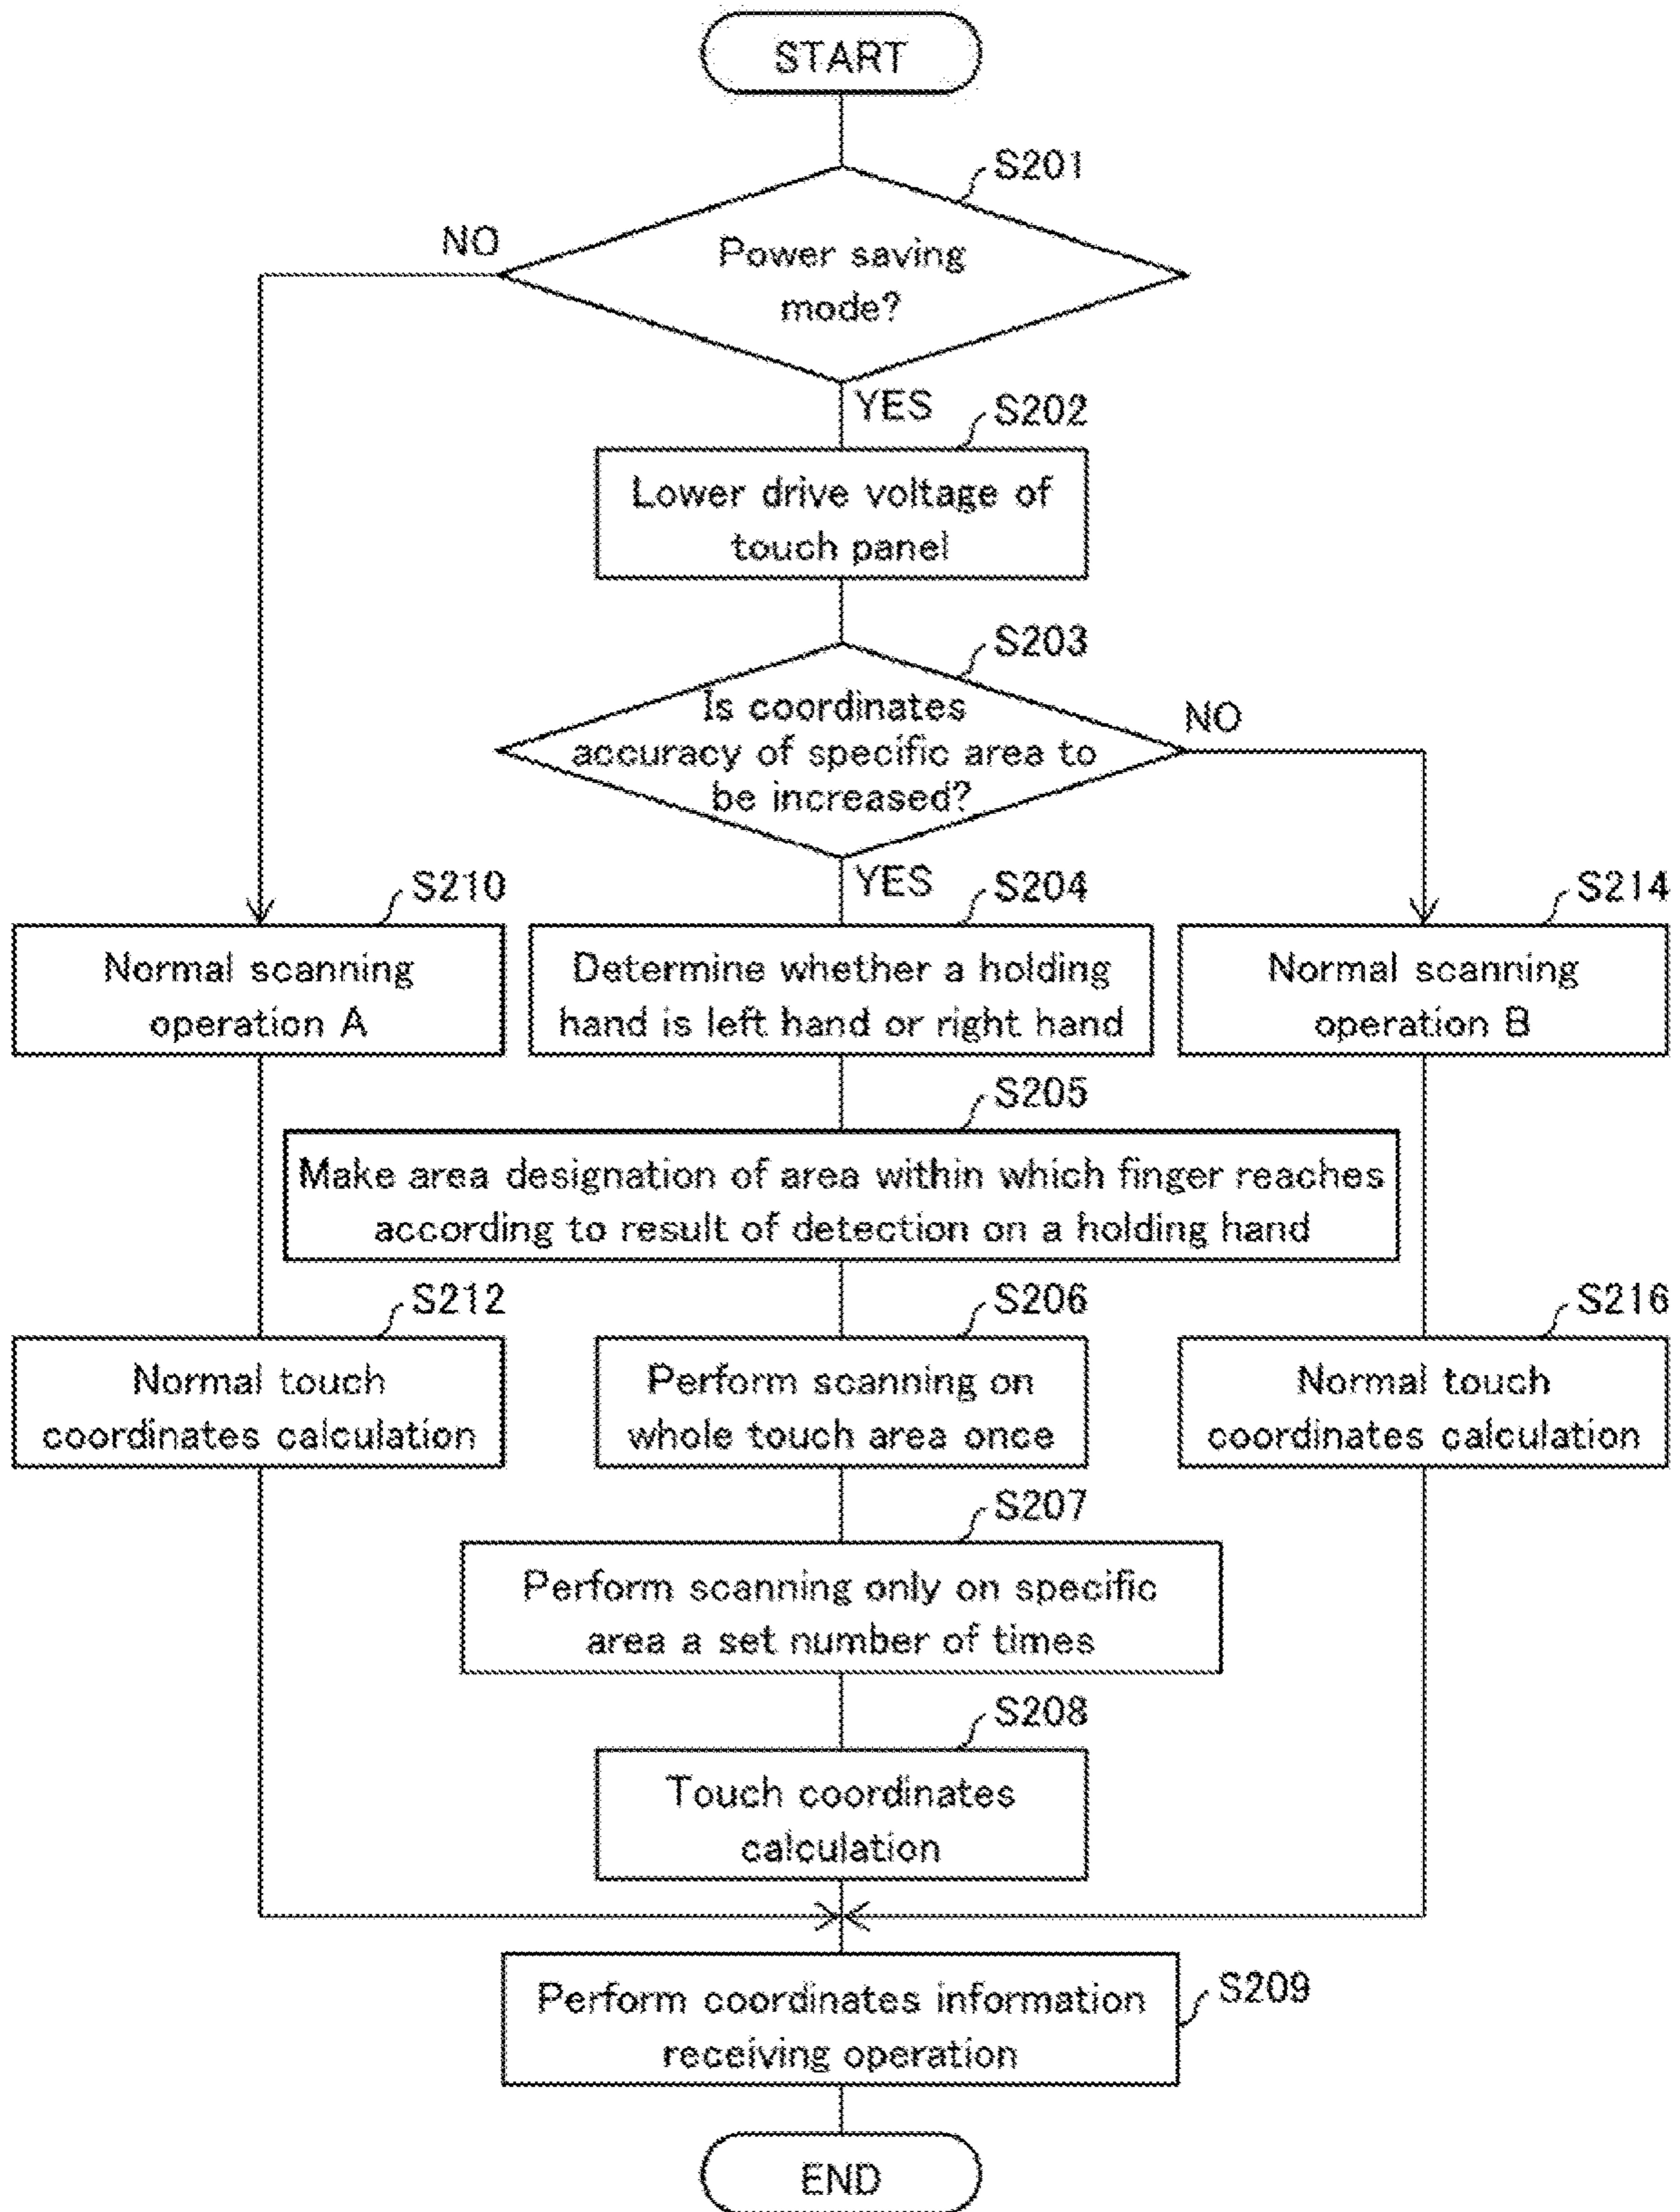 START
S201
NO
Power saving
mode?
YES
S202
Lower drive voltage of
touch panel
S203
Is coordinates
accuracy of specific area to
be increased?
NO
YES
S210
S204
S214
Normal scanning
operation A
Determine whether a holding
hand is left hand or right hand
Normal scanning
operation B
S205
Make area designation of area within which finger reaches
according to result of detection on a holding hand
S212
S206
S216
Normal touch
coordinates calculation
Perform scanning on
whole touch area once
Normal touch
coordinates calculation
S207
Perform scanning only on specific
area a set number of times
S208
Touch coordinates
calculation
S209
Perform coordinates information
receiving operation
END